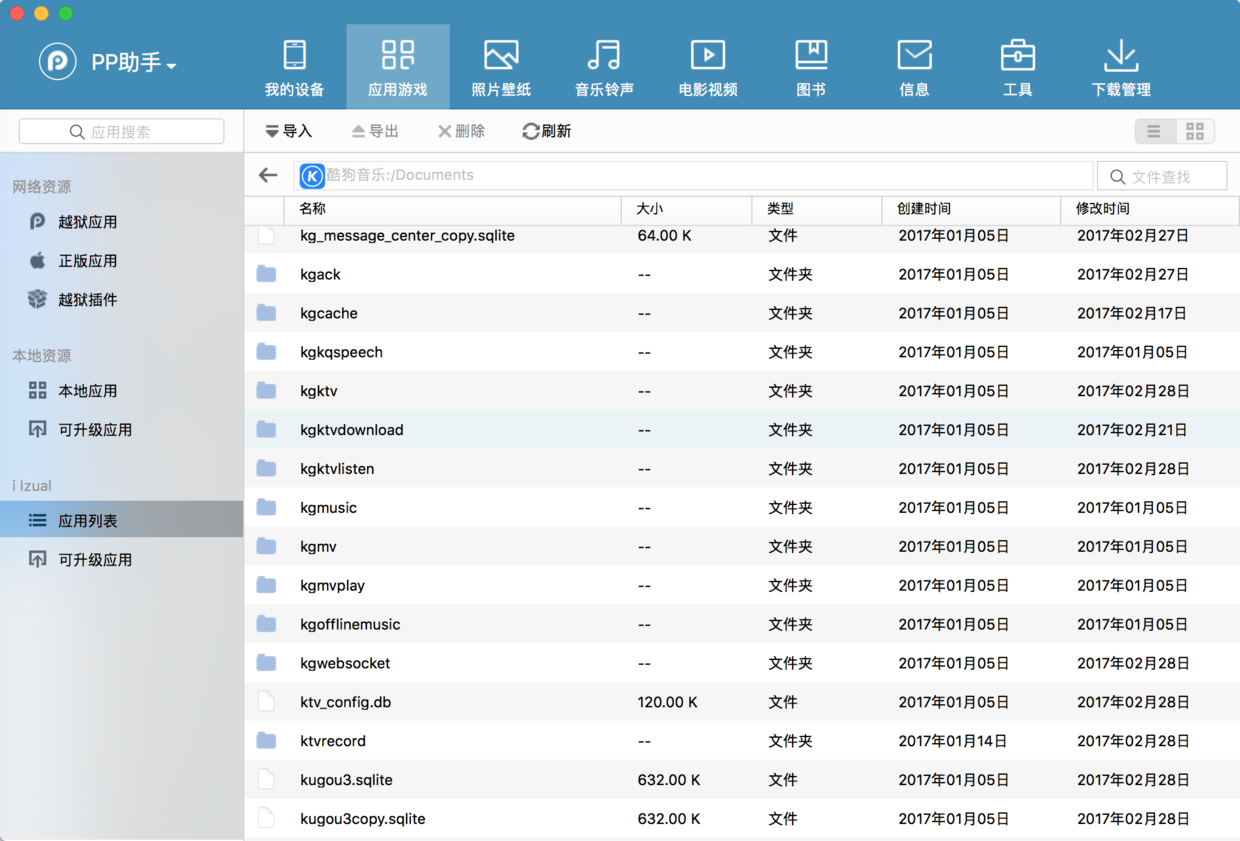 PP助手
我的设备
应用游戏
照片壁纸
音乐铃声
电影视频
图书
信息
工具
下载管理
应用搜索
导入
导出
删除
刷新
网络资源
越狱应用
正版应用
越狱插件
本地资源
本地应用
可升级应用
i Izual
应用列表
可升级应用
酷狗音乐:/Documents
文件查找
名称 大小 类型 创建时间 修改时间
kg_message_center_copy.sqlite 64.00 K 文件 2017年01月05日 2017年02月27日
kgack -- 文件夹 2017年01月05日 2017年02月27日
kgcache -- 文件夹 2017年01月05日 2017年02月17日
kgkqspeech -- 文件夹 2017年01月05日 2017年01月05日
kgktv -- 文件夹 2017年01月05日 2017年02月28日
kgktvdownload -- 文件夹 2017年01月05日 2017年02月21日
kgktvlisten -- 文件夹 2017年01月05日 2017年02月28日
kgmusic -- 文件夹 2017年01月05日 2017年01月05日
kgmv -- 文件夹 2017年01月05日 2017年01月05日
kgmvplay -- 文件夹 2017年01月05日 2017年01月05日
kgofflinemusic -- 文件夹 2017年01月05日 2017年01月05日
kgwebsocket -- 文件夹 2017年01月05日 2017年02月28日
ktv_config.db 120.00 K 文件 2017年01月05日 2017年02月28日
ktvrecord -- 文件夹 2017年01月14日 2017年02月28日
kugou3.sqlite 632.00 K 文件 2017年01月05日 2017年02月28日
kugou3copy.sqlite 632.00 K 文件 2017年01月05日 2017年02月28日